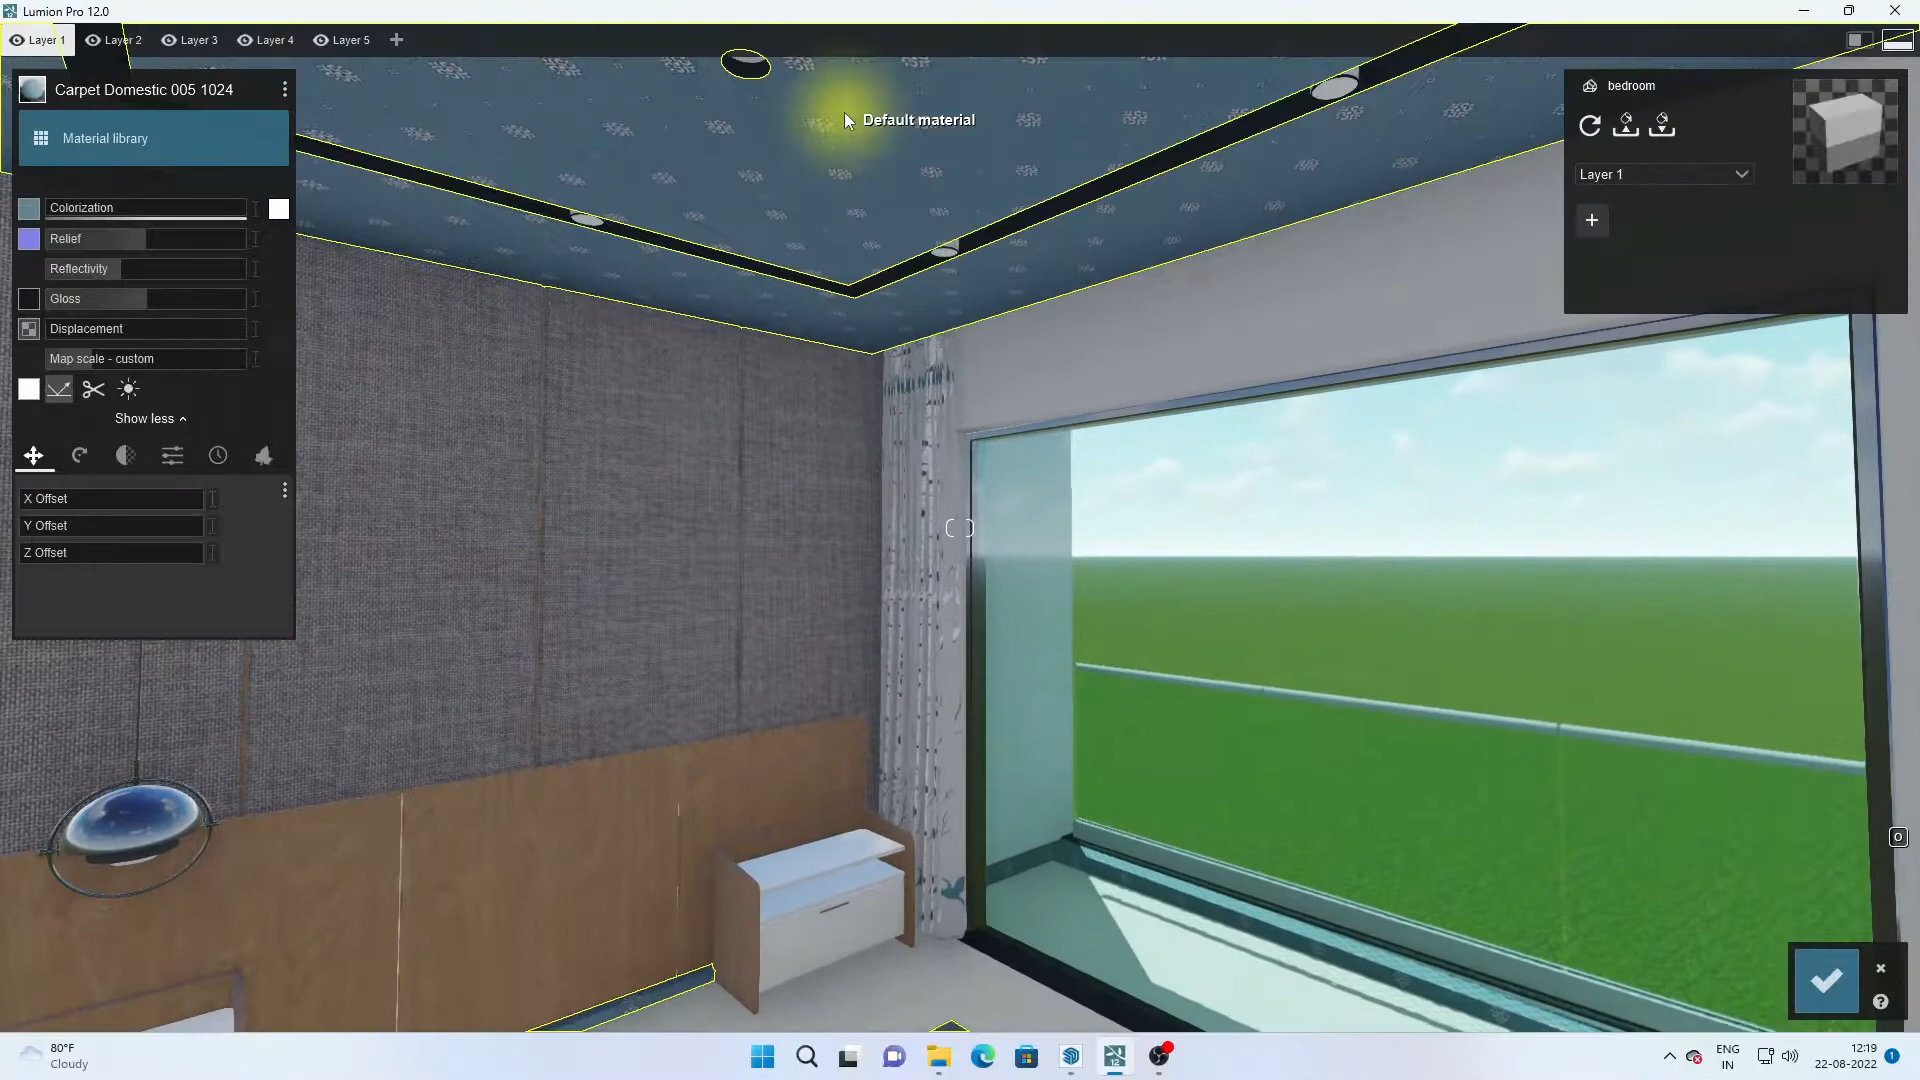 Lumion Pro 12.0
Layer 1
Layer 2
Layer 3
Layer 4
Layer 5
Carpet Domestic 005 1024
Material library
Colorization
Relief
Reflectivity
Gloss
Displacement
Map scale - custom
Show less
X Offset
Y Offset
Z Offset
Default material
bedroom
Layer 1
O
80°F
Cloudy
12
ENG
IN
12:19
22-08-2022
1